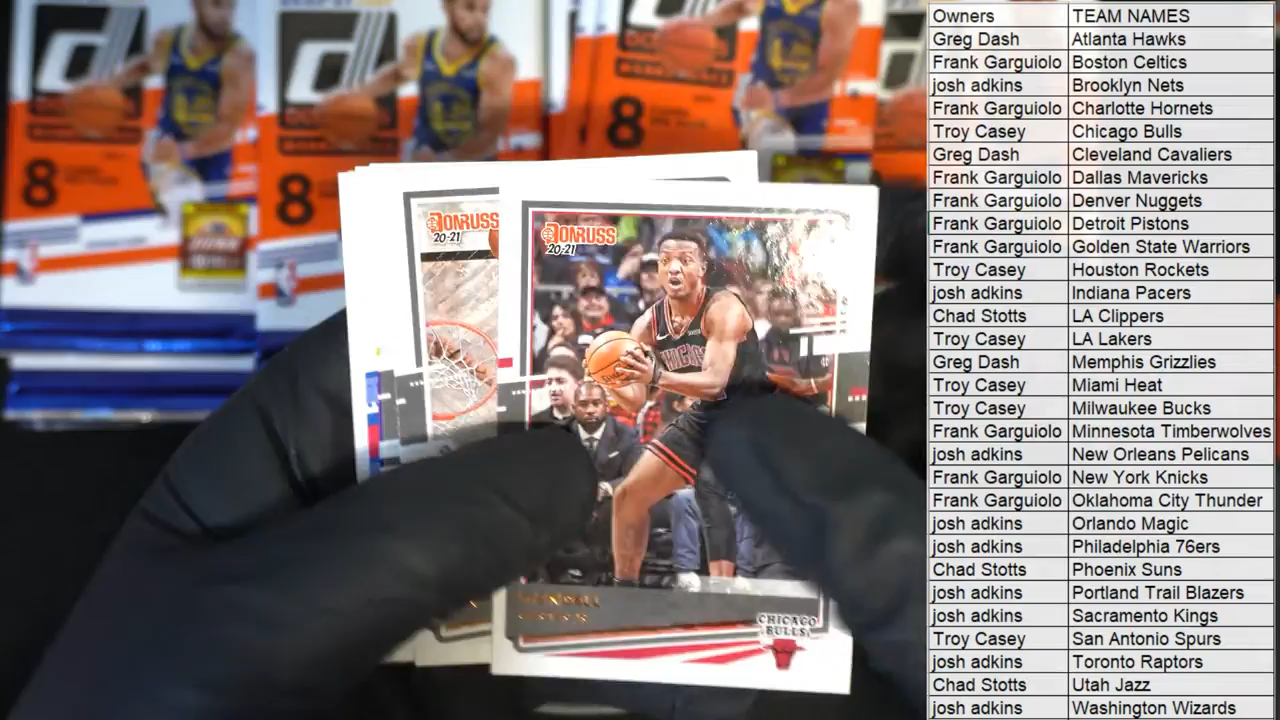 8
8
8
DONRUSS
20-21
DONRUSS
20-21
CHICAGO
CHICAGO
BULLS
Owners TEAM NAMES
Greg Dash Atlanta Hawks
Frank Garguiolo Boston Celtics
josh adkins Brooklyn Nets
Frank Garguiolo Charlotte Hornets
Troy Casey Chicago Bulls
Greg Dash Cleveland Cavaliers
Frank Garguiolo Dallas Mavericks
Frank Garguiolo Denver Nuggets
Frank Garguiolo Detroit Pistons
Frank Garguiolo Golden State Warriors
Troy Casey Houston Rockets
josh adkins Indiana Pacers
Chad Stotts LA Clippers
Troy Casey LA Lakers
Greg Dash Memphis Grizzlies
Troy Casey Miami Heat
Troy Casey Milwaukee Bucks
Frank Garguiolo Minnesota Timberwolves
josh adkins New Orleans Pelicans
Frank Garguiolo New York Knicks
Frank Garguiolo Oklahoma City Thunder
josh adkins Orlando Magic
josh adkins Philadelphia 76ers
Chad Stotts Phoenix Suns
josh adkins Portland Trail Blazers
josh adkins Sacramento Kings
Troy Casey San Antonio Spurs
josh adkins Toronto Raptors
Chad Stotts Utah Jazz
josh adkins Washington Wizards